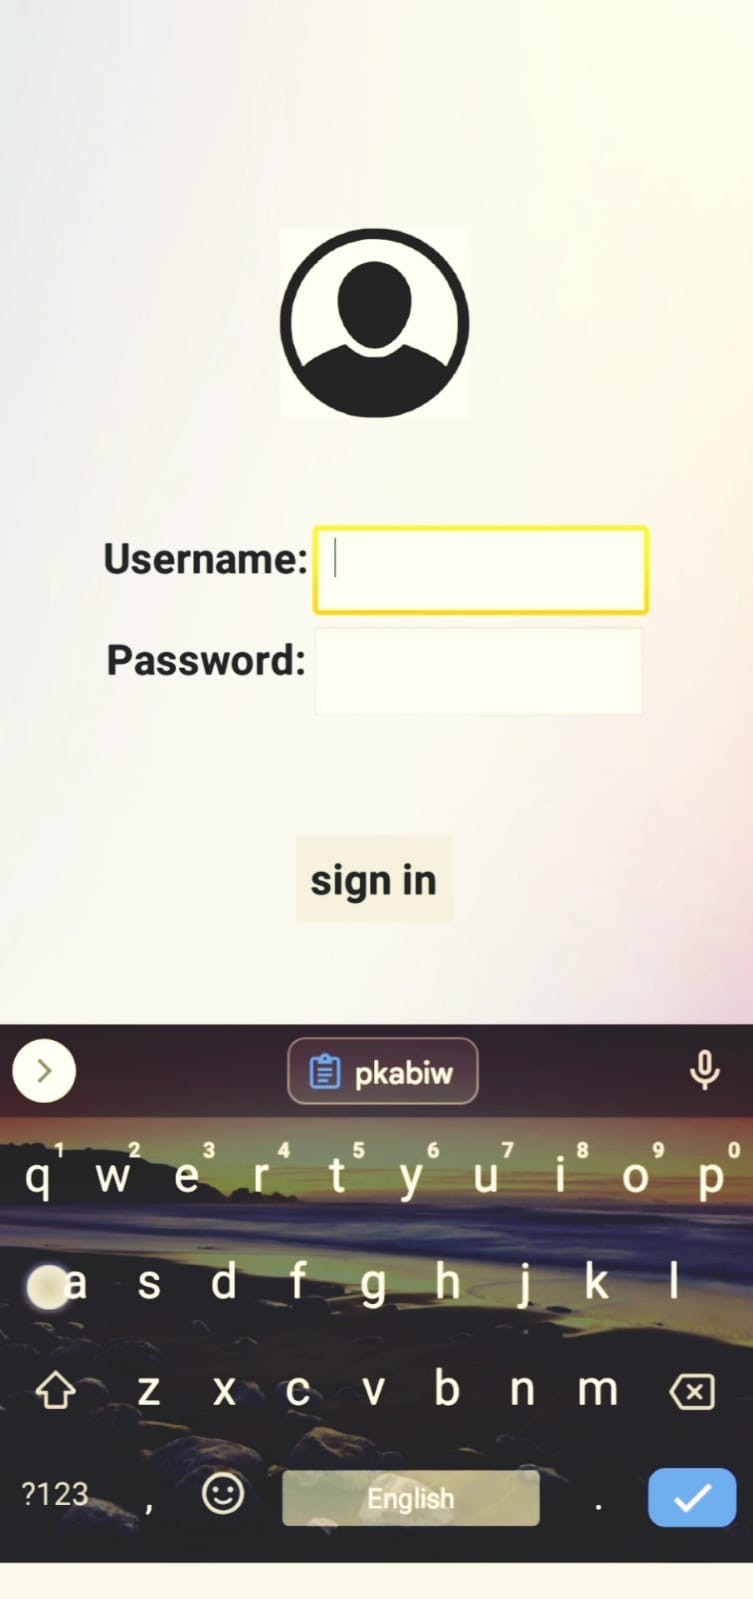 Username:
Password:
sign in
pkabiw
1 2 3 4 5 6 7 8 9 0
q w e r t y u i o p
a s d f g h j k l
z x c v b n m
?123 , English .